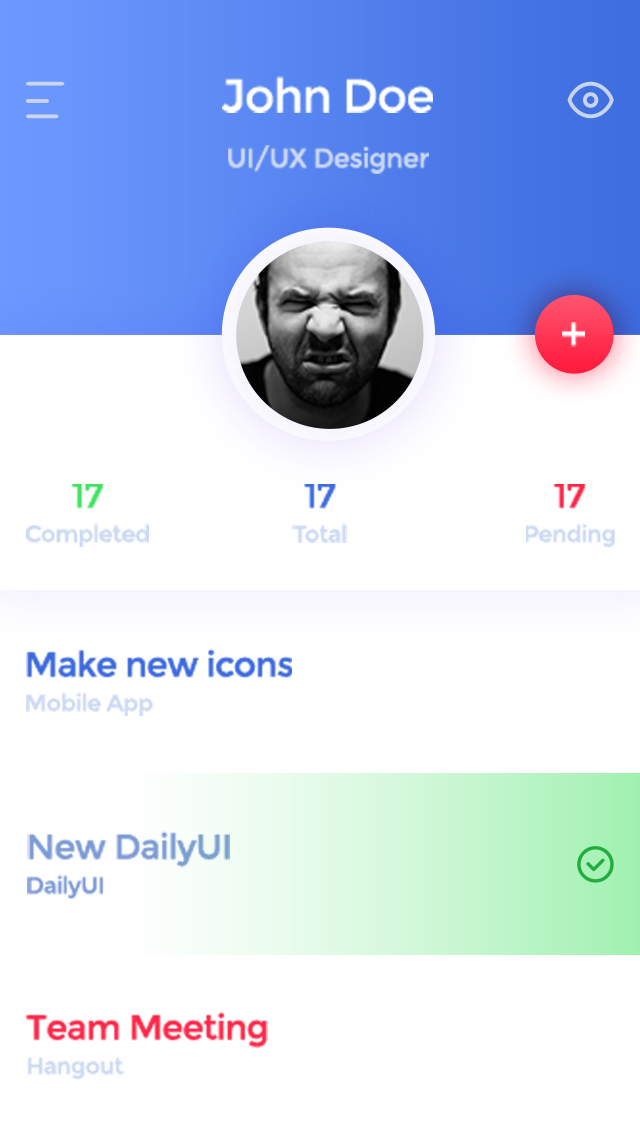 John Doe
UI/UX Designer
+
17 17 17
Completed Total Pending
Make new icons
Mobile App
New DailyUI
DailyUI
Team Meeting
Hangout